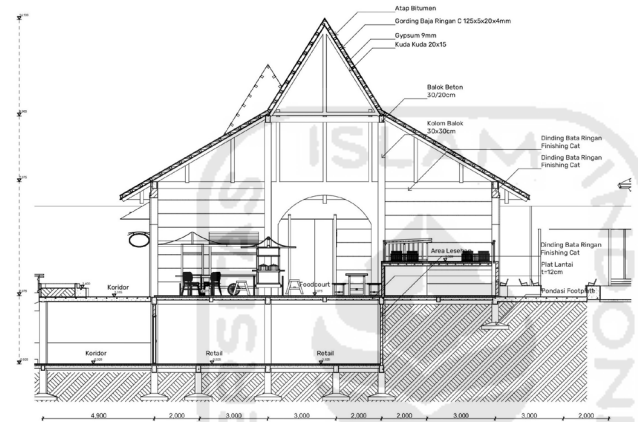 Atap Bitumen
Gording Baja Ringan C 125x5x20x4mm
Gypsum 9mm
Kuda Kuda 20x15
Balok Beton
30/20cm
Kolom Balok
30x30cm
Dinding Bata Ringan
Finishing Cat
Dinding Bata Ringan
Finishing Cat
ISLAM
Dinding Bata Ringan
Finishing Cat
Area Lesehan
Plat Lantai
t=12cm
Koridor
Foodcourt
Pondasi Footplate
Koridor
Retail
Retail
4,900 2,000 3,000 3,000 2,000 2,000 3,000 3,000 2,000